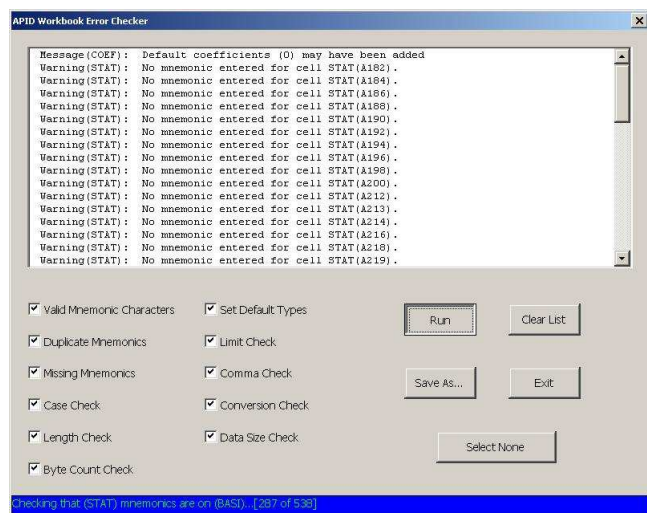 APID Workbook Error Checker
Message(COEF): Default coefficients (0) may have been added
Warning(STAT): No mnemonic entered for cell STAT(A182).
Warning(STAT): No mnemonic entered for cell STAT(A184).
Warning(STAT): No mnemonic entered for cell STAT(A186).
Warning(STAT): No mnemonic entered for cell STAT(A188).
Warning(STAT): No mnemonic entered for cell STAT(A190).
Warning(STAT): No mnemonic entered for cell STAT(A192).
Warning(STAT): No mnemonic entered for cell STAT(A194).
Warning(STAT): No mnemonic entered for cell STAT(A196).
Warning(STAT): No mnemonic entered for cell STAT(A198).
Warning(STAT): No mnemonic entered for cell STAT(A200).
Warning(STAT): No mnemonic entered for cell STAT(A212).
Warning(STAT): No mnemonic entered for cell STAT(A213).
Warning(STAT): No mnemonic entered for cell STAT(A214).
Warning(STAT): No mnemonic entered for cell STAT(A216).
Warning(STAT): No mnemonic entered for cell STAT(A218).
Warning(STAT): No mnemonic entered for cell STAT(A219).
Valid Mnemonic Characters
Duplicate Mnemonics
Missing Mnemonics
Case Check
Length Check
Byte Count Check
Set Default Types
Limit Check
Comma Check
Conversion Check
Data Size Check
Run
Clear List
Save As...
Exit
Select None
Checking that (STAT) mnemonics are on (BASI)...[287 of 538]